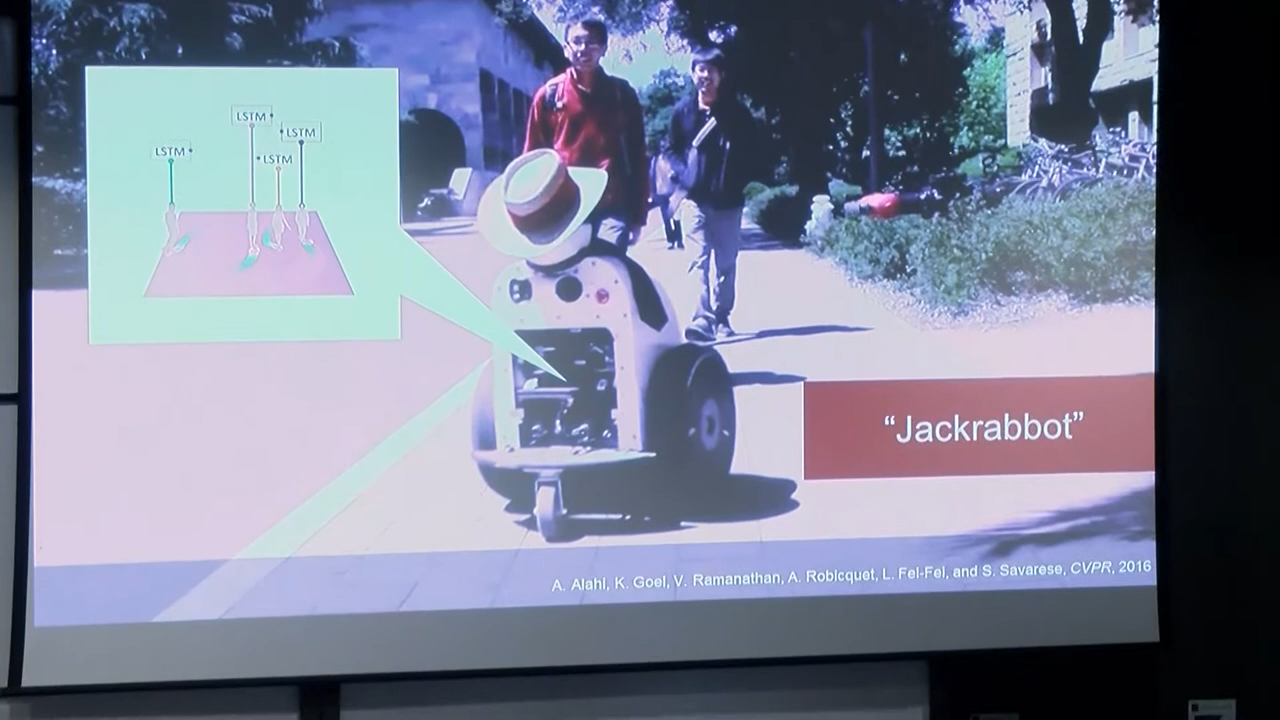 LSTM
LSTM
LSTM
LSTM
“Jackrabbot”
A. Alahi, K. Goel, V. Ramanathan, A. Robicquet, L. Fei-Fei, and S. Savarese, CVPR, 2016